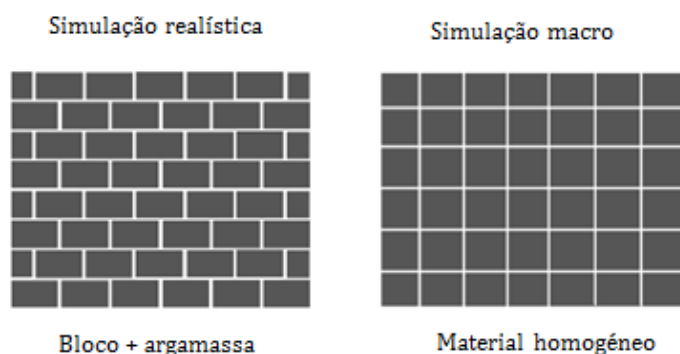 Simulação realística
Simulação macro
Bloco + argamassa
Material homogéneo